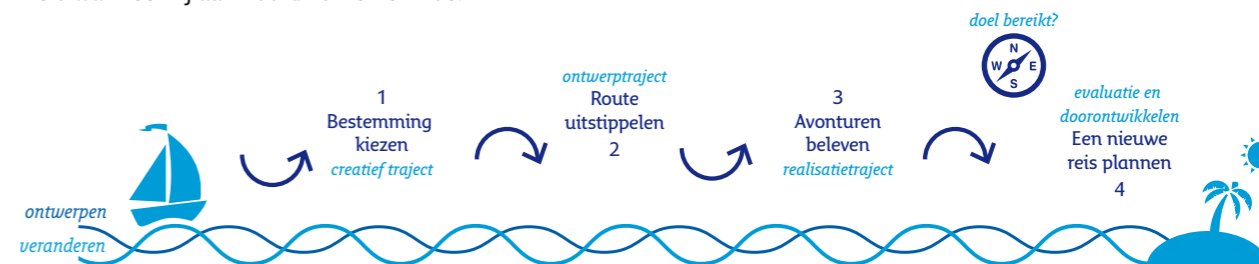 doel bereikt?
N
W E
S
1
Bestemming
kiezen
creatief traject
ontwerptraject
Route
uitstippelen
2
3
Avonturen
beleven
realisatietraject
evaluatie en
doorontwikkelen
Een nieuwe
reis plannen
4
ontwerpen
veranderen